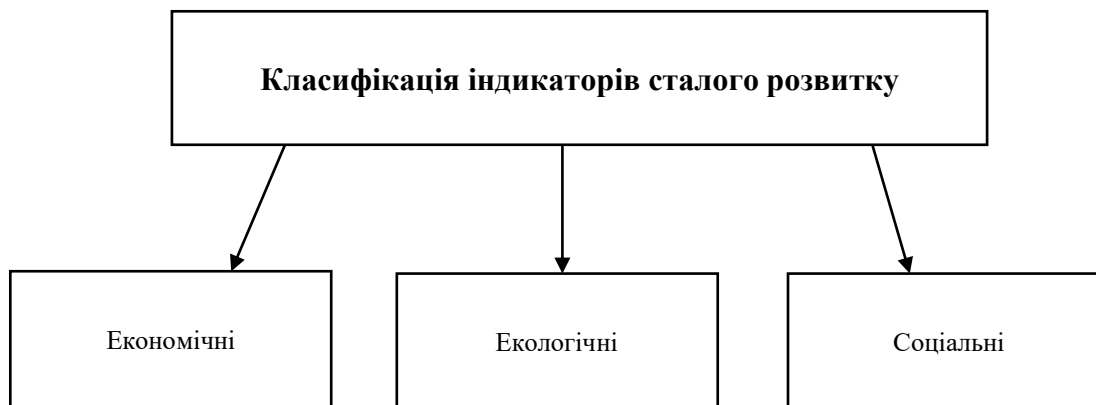 Класифікація індикаторів сталого розвитку
Економічні
Екологічні
Соціальні